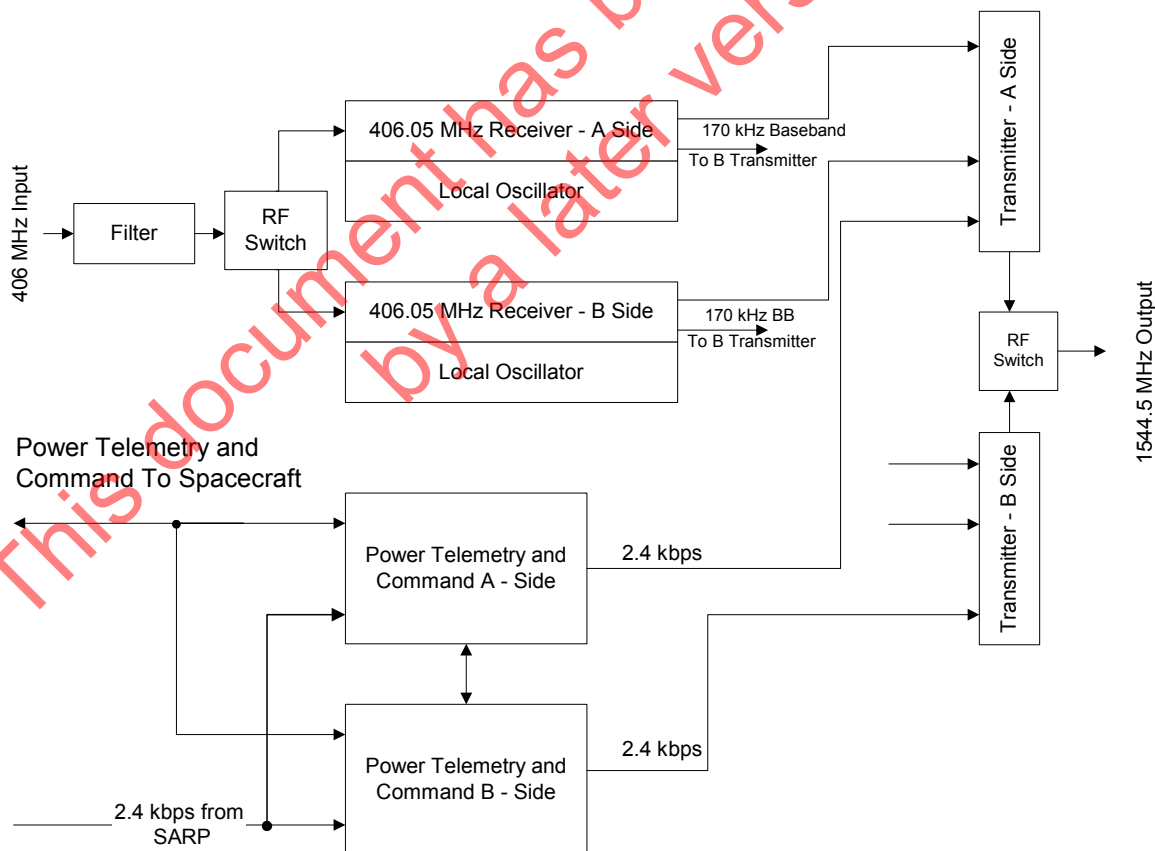 This document has b
by a later vers
406 MHz Input
Filter
RF
Switch
406.05 MHz Receiver - A Side
Local Oscillator
170 kHz Baseband
To B Transmitter
406.05 MHz Receiver - B Side
Local Oscillator
170 kHz BB
To B Transmitter
Transmitter - A Side
RF
Switch
1544.5 MHz Output
Transmitter - B Side
Power Telemetry and
Command To Spacecraft
Power Telemetry and
Command A - Side
2.4 kbps
Power Telemetry and
Command B - Side
2.4 kbps
2.4 kbps from
SARP